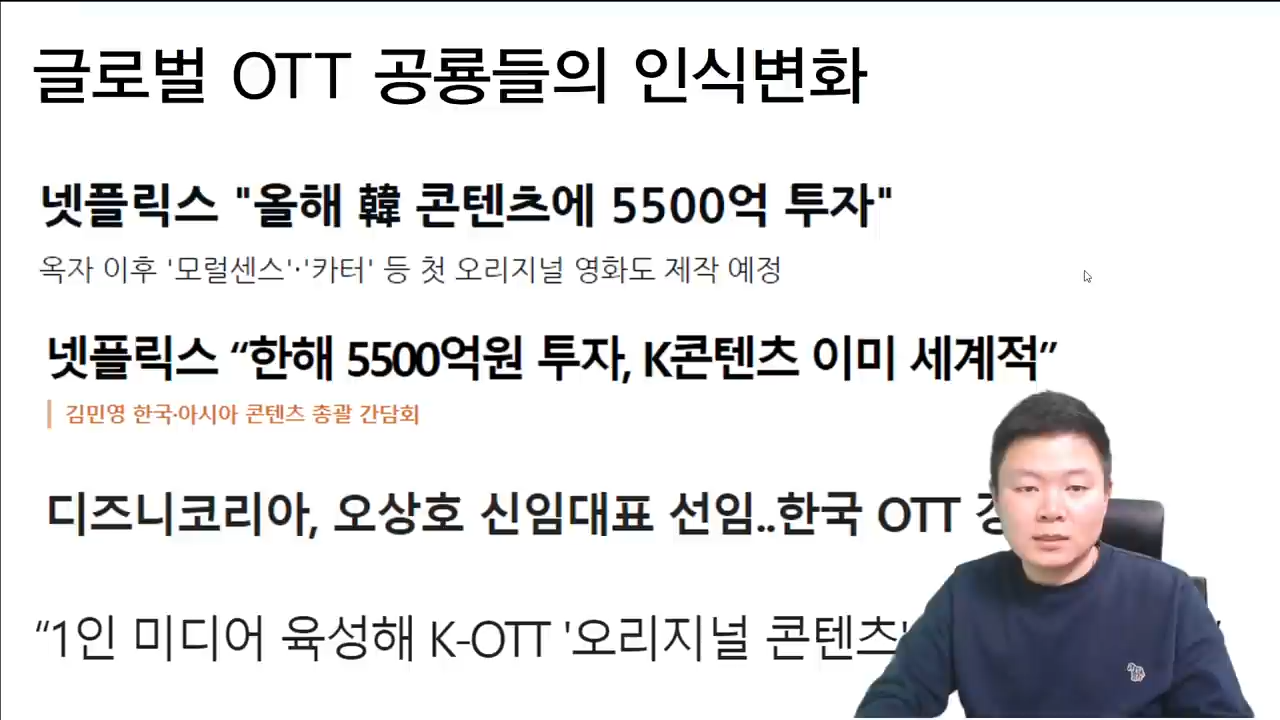 글로벌 OTT 공룡들의 인식변화
넷플릭스 "올해 韓 콘텐츠에 5500억 투자"
옥자 이후 '모럴센스'·'카터' 등 첫 오리지널 영화도 제작 예정
넷플릭스 “한해 5500억원 투자, K콘텐츠 이미 세계적”
김민영 한국·아시아 콘텐츠 총괄 간담회
디즈니코리아, 오상호 신임대표 선임..한국 OTT
“1인 미디어 육성해 K-OTT '오리지널 콘텐츠'